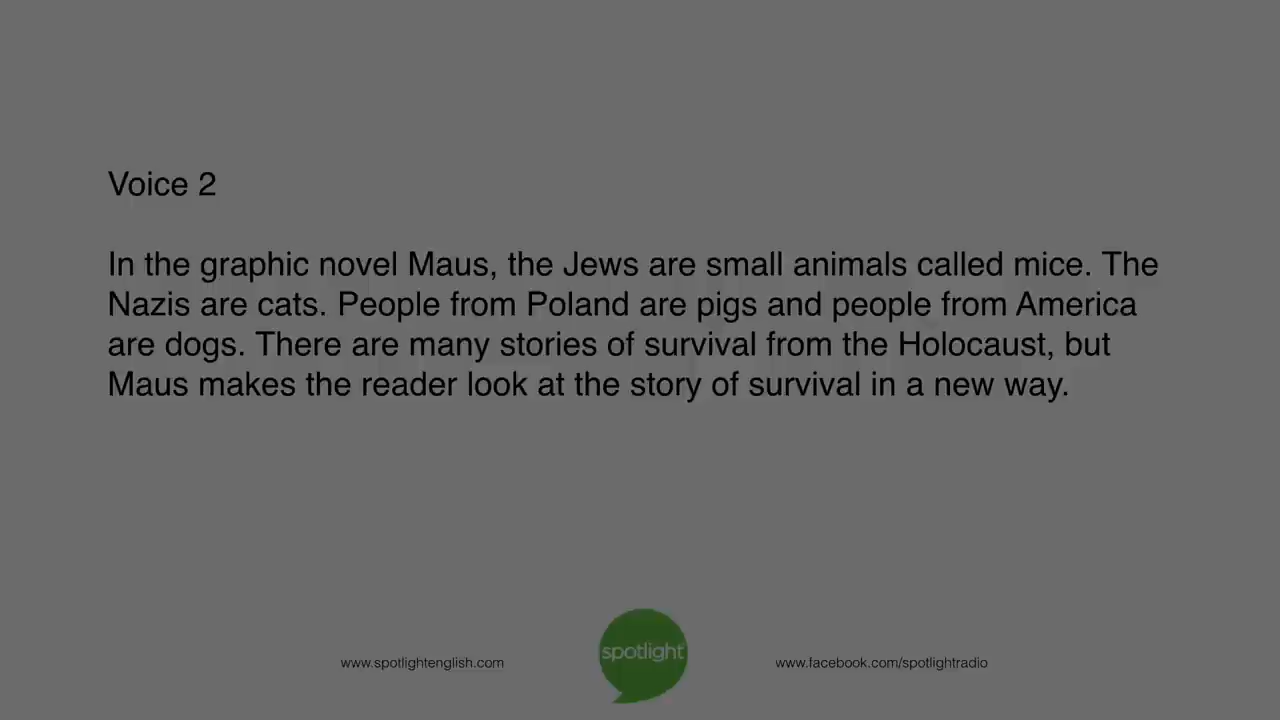 Voice 2
In the graphic novel Maus, the Jews are small animals called mice. The
Nazis are cats. People from Poland are pigs and people from America
are dogs. There are many stories of survival from the Holocaust, but
Maus makes the reader look at the story of survival in a new way.
spotlight
www.spotlightenglish.com
www.facebook.com/spotlightradio